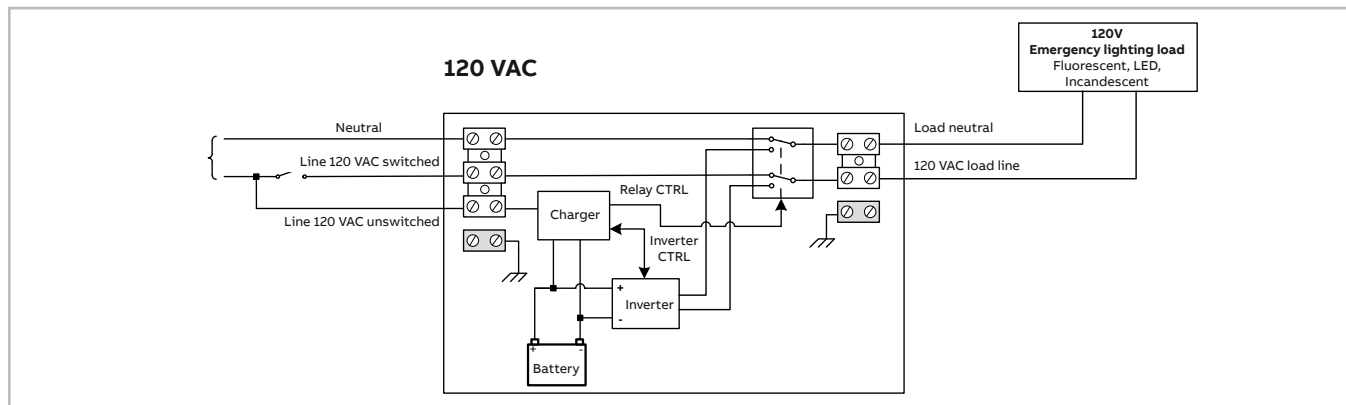 120 VAC
120V
Emergency lighting load
Fluorescent, LED,
Incandescent
Neutral
Load neutral
Line 120 VAC switched
120 VAC load line
Relay CTRL
Line 120 VAC unswitched
Charger
Inverter
CTRL
+
Inverter
-
+ -
Battery